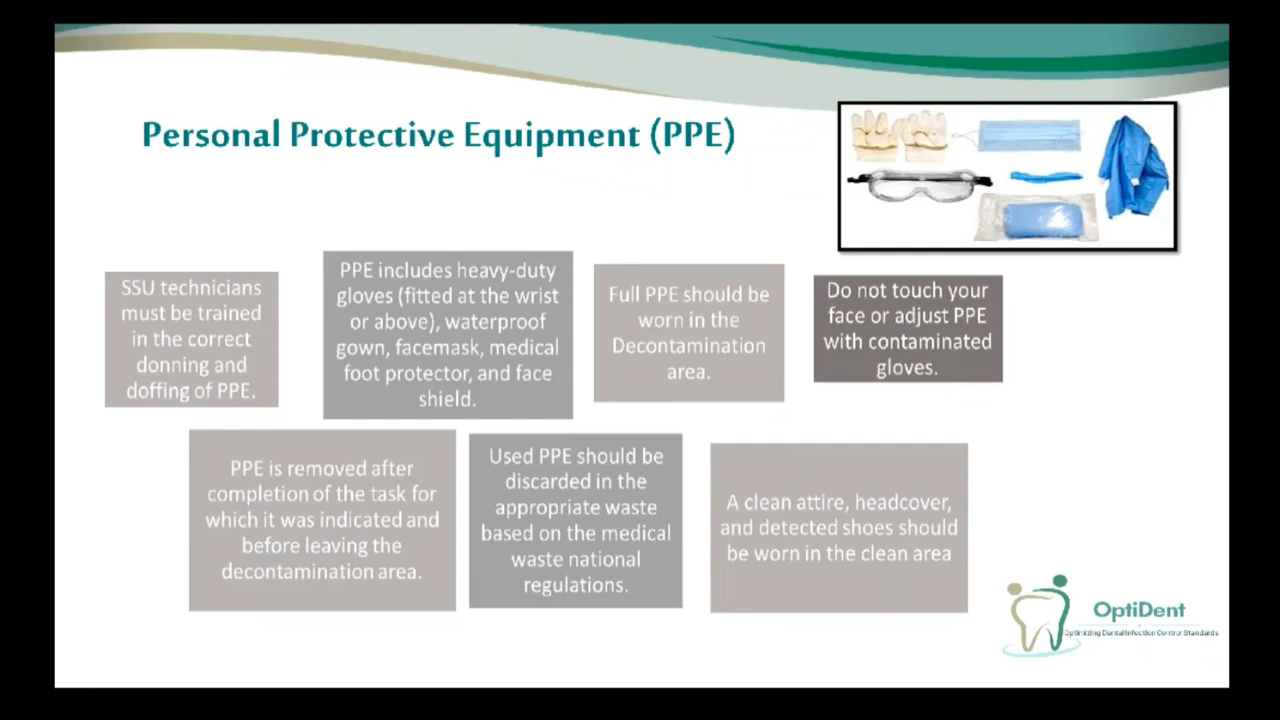 Personal Protective Equipment (PPE)
SSU technicians
must be trained
in the correct
donning and
doffing of PPE.
PPE includes heavy-duty
gloves (fitted at the wrist
or above), waterproof
gown, facemask, medical
foot protector, and face
shield.
Full PPE should be
worn in the
Decontamination
area.
Do not touch your
face or adjust PPE
with contaminated
gloves.
PPE is removed after
completion of the task for
which it was indicated and
before leaving the
decontamination area.
Used PPE should be
discarded in the
appropriate waste
based on the medical
waste national
regulations.
A clean attire, headcover,
and detected shoes should
be worn in the clean area
OptiDent
Optimizing Dental Infection Control Standards